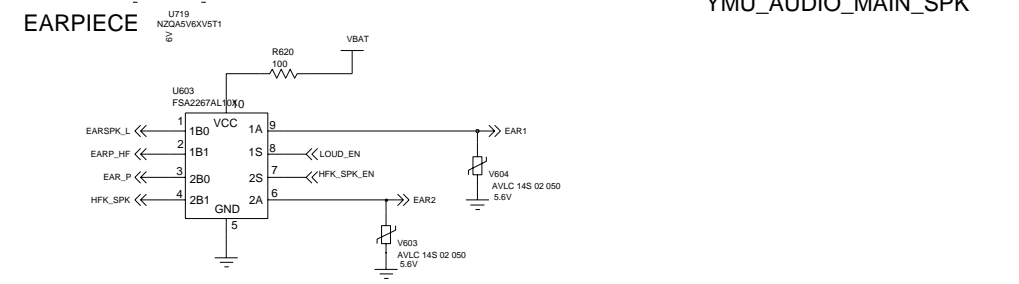 YMU_AUDIO_MAIN_SPK
U719
EARPIECE
NZQA5V6XV5T1
6V
VBAT
R620
100
U603
FSA2267AL10X
10
VCC
1
1B0
1A
9
EARSPK_L
EAR1
2
1B1
1S
8
EARP_HF
LOUD_EN
3
2B0
2S
7
EAR_P
HFK_SPK_EN
4
2B1
2A
6
HFK_SPK
EAR2
GND
5
V604
AVLC 14S 02 050
5.6V
V603
AVLC 14S 02 050
5.6V